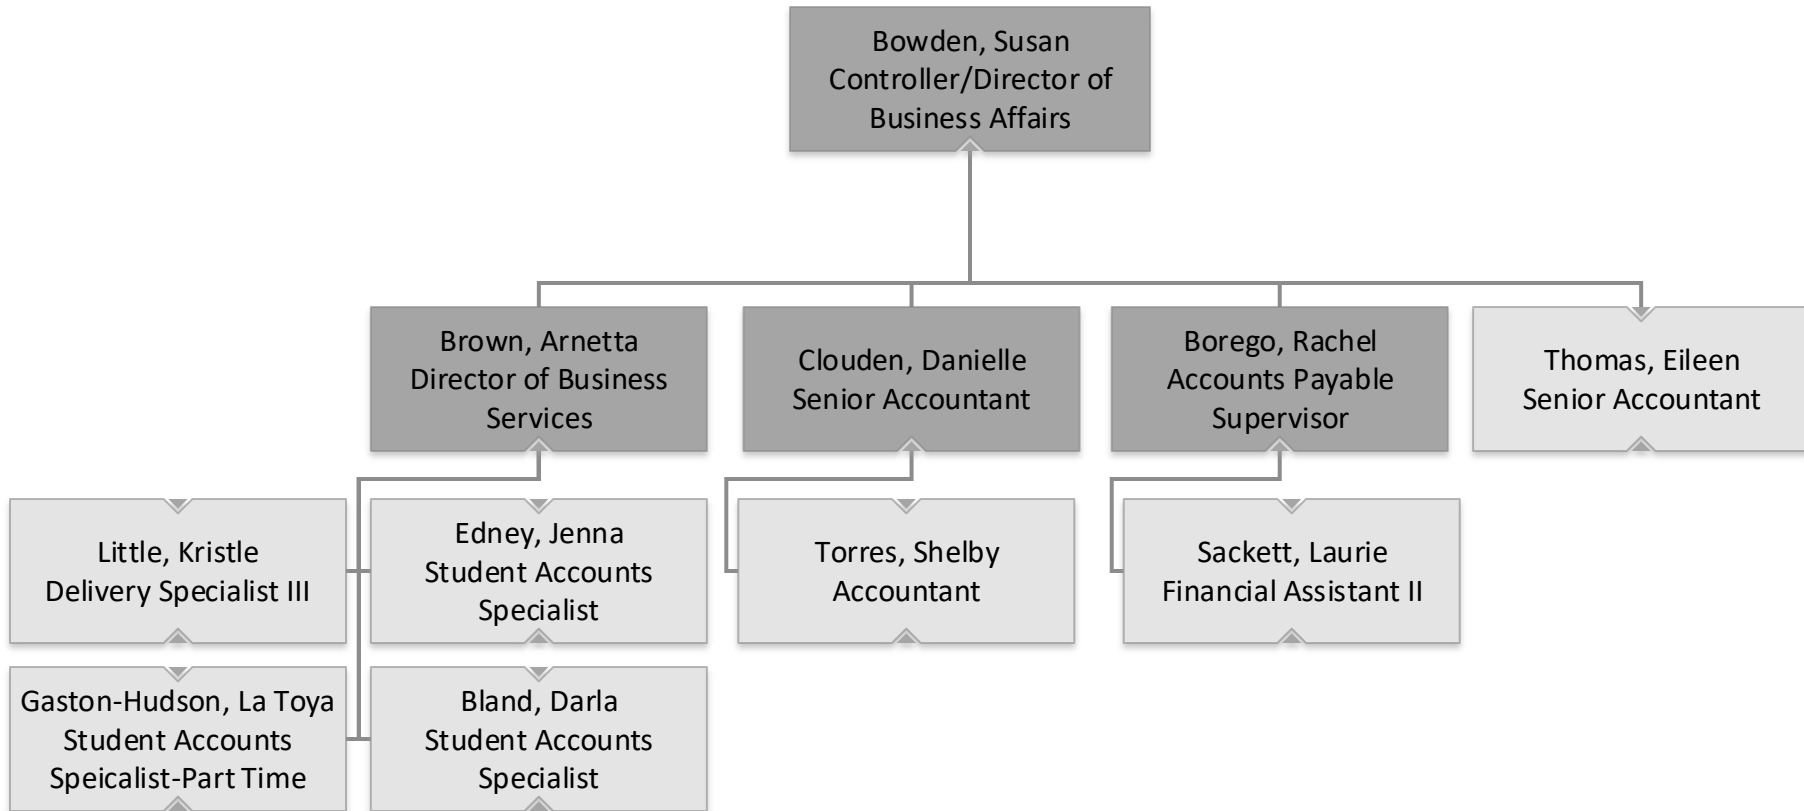 Bowden, Susan
Controller/Director of
Business Affairs
Brown, Arnetta
Director of Business
Services
Clouden, Danielle
Senior Accountant
Borego, Rachel
Accounts Payable
Supervisor
Thomas, Eileen
Senior Accountant
Little, Kristle
Delivery Specialist III
Edney, Jenna
Student Accounts
Specialist
Torres, Shelby
Accountant
Sackett, Laurie
Financial Assistant II
Gaston-Hudson, La Toya
Student Accounts
Speicalist-Part Time
Bland, Darla
Student Accounts
Specialist